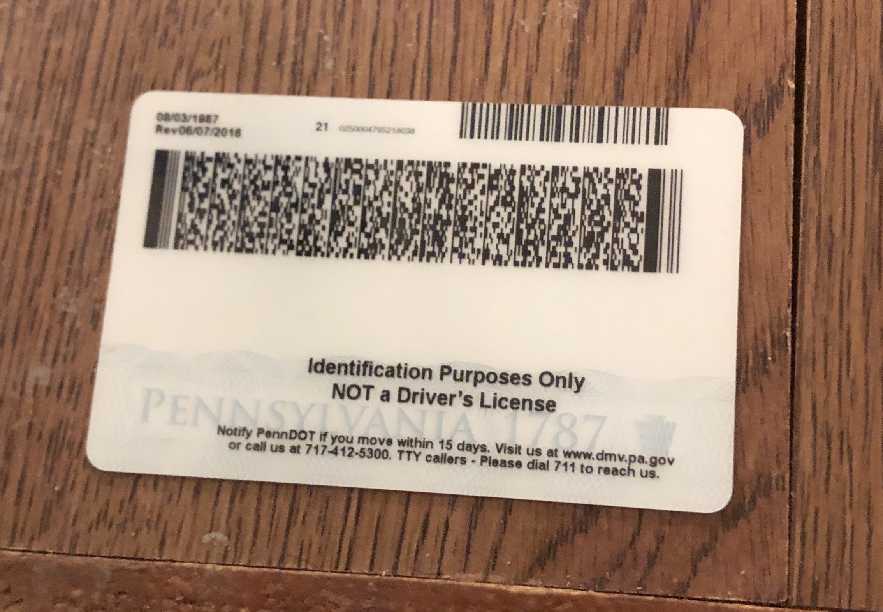 08/03/1987
Rev06/07/2016
21
Identification Purposes Only
NOT a Driver's License
PENNSYLVANIA 1787
Notify PennDOT if you move within 15 days. Visit us at www.dmv.pa.gov
or call us at 717-412-5300. TTY callers - Please dial 711 to reach us.